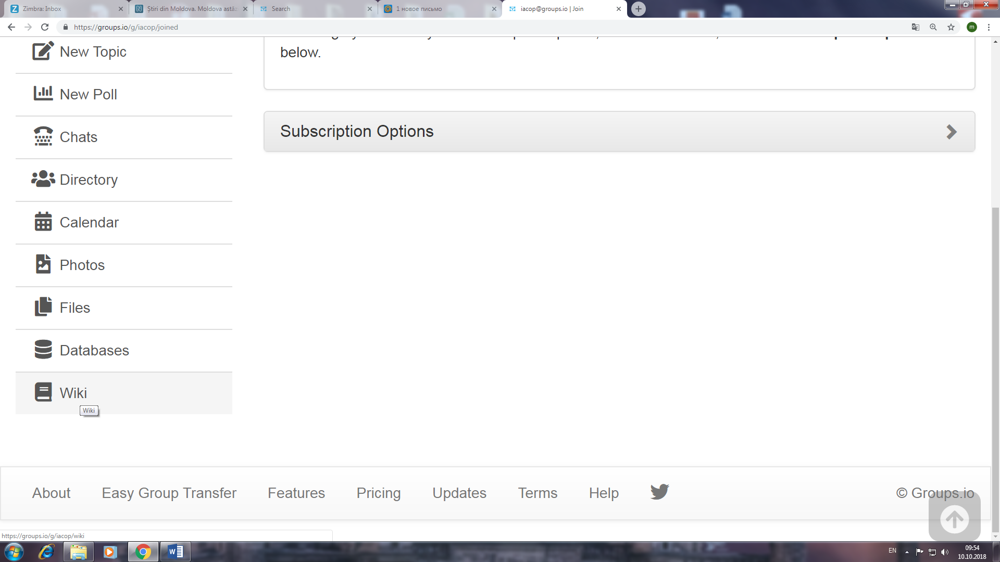 Zimbra: Inbox
Știri din Moldova. Moldova astăz
Search
1 новое письмо
iacop@groups.io | Join
https://groups.io/g/iacop/joined
m
New Topic
below.
New Poll
Subscription Options
Chats
Directory
Calendar
Photos
Files
Databases
Wiki
Wiki
About
Easy Group Transfer
Features
Pricing
Updates
Terms
Help
© Groups.io
https://groups.io/g/iacop/wiki
EN
09:54
10.10.2018